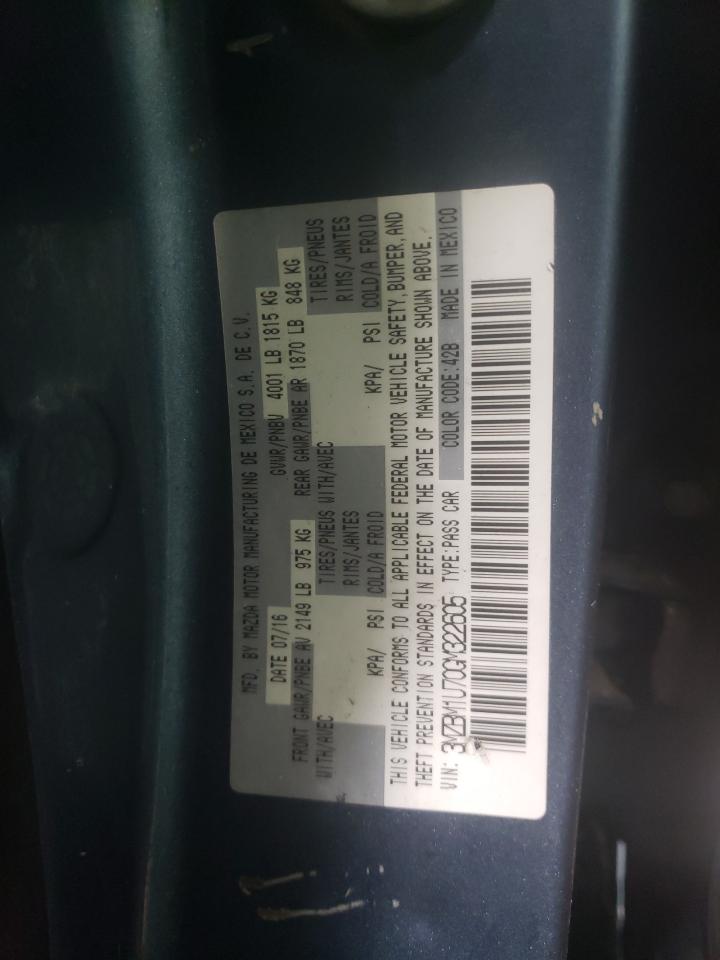 MFD. BY MAZDA MOTOR MANUFACTURING DE MEXICO S.A. DE C.V.
DATE 07/16 GVWR/PNBV 4001 LB 1815 KG
FRONT GAWR/PNBE AV 2149 LB 975 KG REAR GAWR/PNBE AR 1870 LB 848 KG
WITH/AVEC TIRES/PNEUS WITH/AVEC TIRES/PNEUS
RIMS/JANTES RIMS/JANTES
KPA/ PSI COLD/A FROID KPA/ PSI COLD/A FROID
THIS VEHICLE CONFORMS TO ALL APPLICABLE FEDERAL MOTOR VEHICLE SAFETY, BUMPER, AND
THEFT PREVENTION STANDARDS IN EFFECT ON THE DATE OF MANUFACTURE SHOWN ABOVE.
VIN: 3MZBM1U70GM322605 TYPE:PASS CAR COLOR CODE:42B MADE IN MEXICO